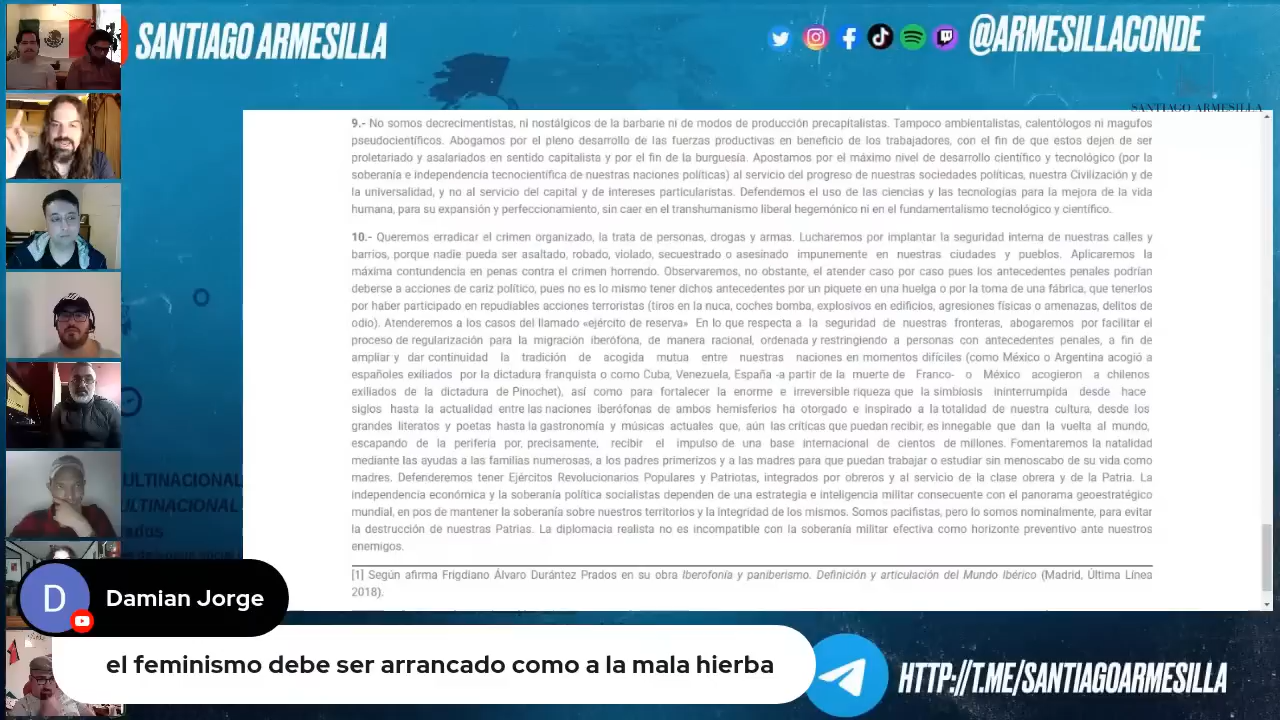 SANTIAGO ARMESILLA
@ARMESILLACONDE
SANTIAGO ARMESILLA
9.- No somos decrecimentistas, ni nostálgicos de la barbarie ni de modos de producción precapitalistas. Tampoco ambientalistas, calentólogos ni magufos
pseudocientíficos. Abogamos por el pleno desarrollo de las fuerzas productivas en beneficio de los trabajadores, con el fin de que estos dejen de ser
proletariado y asalariados en sentido capitalista y por el fin de la burguesía. Apostamos por el máximo nivel de desarrollo científico y tecnológico (por la
soberanía e independencia tecnocientífica de nuestras naciones políticas) al servicio del progreso de nuestras sociedades políticas, nuestra Civilización y de
la universalidad, y no al servicio del capital y de intereses particularistas. Defendemos el uso de las ciencias y las tecnologías para la mejora de la vida
humana, para su expansión y perfeccionamiento, sin caer en el transhumanismo liberal hegemónico ni en el fundamentalismo tecnológico y científico.
10.- Queremos erradicar el crimen organizado, la trata de personas, drogas y armas. Lucharemos por implantar la seguridad interna de nuestras calles y
barrios, porque nadie pueda ser asaltado, robado, violado, secuestrado o asesinado impunemente en nuestras ciudades y pueblos. Aplicaremos la
máxima contundencia en penas contra el crimen horrendo. Observaremos, no obstante, el atender caso por caso pues los antecedentes penales podrían
deberse a acciones de cariz político, pues no es lo mismo tener dichos antecedentes por un piquete en una huelga o por la toma de una fábrica, que tenerlos
por haber participado en repudiables acciones terroristas (tiros en la nuca, coches bomba, explosivos en edificios, agresiones físicas o amenazas, delitos de
odio). Atenderemos a los casos del llamado «ejército de reserva» En lo que respecta a la seguridad de nuestras fronteras, abogaremos por facilitar el
proceso de regularización para la migración iberófona, de manera racional, ordenada y restringiendo a personas con antecedentes penales, a fin de
ampliar y dar continuidad la tradición de acogida mutua entre nuestras naciones en momentos difíciles (como México o Argentina acogió a
españoles exiliados por la dictadura franquista o como Cuba, Venezuela, España -a partir de la muerte de Franco- o México acogieron a chilenos
exiliados de la dictadura de Pinochet), así como para fortalecer la enorme e irreversible riqueza que la simbiosis ininterrumpida desde hace
siglos hasta la actualidad entre las naciones iberófonas de ambos hemisferios ha otorgado e inspirado a la totalidad de nuestra cultura, desde los
grandes literatos y poetas hasta la gastronomía y músicas actuales que, aún las críticas que puedan recibir, es innegable que dan la vuelta al mundo,
escapando de la periferia por, precisamente, recibir el impulso de una base internacional de cientos de millones. Fomentaremos la natalidad
mediante las ayudas a las familias numerosas, a los padres primerizos y a las madres para que puedan trabajar o estudiar sin menoscabo de su vida como
madres. Defenderemos tener Ejércitos Revolucionarios Populares y Patriotas, integrados por obreros y al servicio de la clase obrera y de la Patria. La
independencia económica y la soberanía política socialistas dependen de una estrategia e inteligencia militar consecuente con el panorama geoestratégico
mundial, en pos de mantener la soberanía sobre nuestros territorios y la integridad de los mismos. Somos pacifistas, pero lo somos nominalmente, para evitar
la destrucción de nuestras Patrias. La diplomacia realista no es incompatible con la soberanía militar efectiva como horizonte preventivo ante nuestros
enemigos.
[1] Según afirma Frigdiano Álvaro Durántez Prados en su obra Iberofonía y paniberismo. Definición y articulación del Mundo Ibérico (Madrid, Última Línea
2018).
ULTINACIONAL
ULTINACIONAL
D
Damian Jorge
el feminismo debe ser arrancado como a la mala hierba
HTTP://T.ME/SANTIAGOARMESILLA